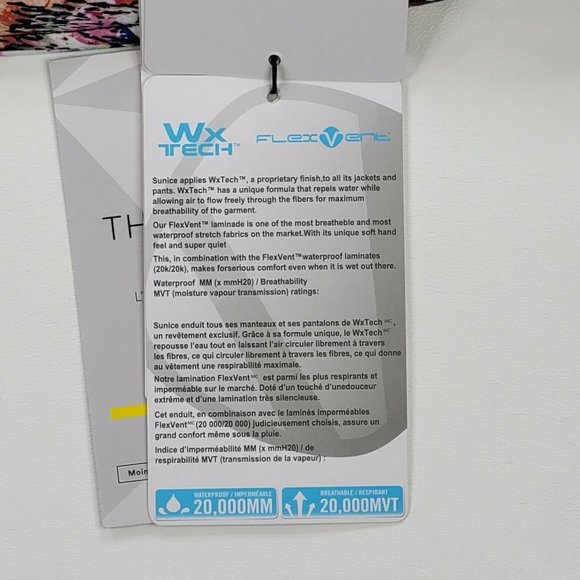 Wx
TECH™
FLEXVent
Sunice applies WxTech™, a proprietary finish,to all its jackets and
pants. WxTech™ has a unique formula that repels water while
allowing air to flow freely through the fibers for maximum
breathability of the garment.
Our FlexVent™ laminade is one of the most breatheble and most
waterproof stretch fabrics on the market.With its unique soft hand
feel and super quiet
This, in combination with the FlexVent™waterproof laminates
(20k/20k), makes forserious comfort even when it is wet out there.
Waterproof MM (x mmH20) / Breathability
MVT (moisture vapour transmission) ratings:
Sunice enduit tous ses manteaux et ses pantalons de WxTech MC,
un revêtement exclusif. Grâce à sa formule unique, le WxTech MC
repousse l'eau tout en laissant l'air circuler librement à travers
les fibres, ce qui circuler librement à travers les fibres, ce qui donne
au vétement une respirabilité maximale.
Notre lamination FlexVent MC est parmi les plus respirants et
imperméable sur le marché. Doté d'un touché d'unedouceur
extrême et d'une lamination très silencieuse.
Cet enduit, en combinaison avec le laminés imperméables
FlexVent MC (20 000/20 000) judicieusement choisis, assure un
grand confort même sous la pluie.
Indice d'imperméabilité MM (x mmH20) / de
respirabilité MVT (transmission de la vapeur) :
WATERPROOF / IMPERMÉABLE
20,000MM
BREATHABLE / RESPIRANT
20,000MVT
TH
L'
Moin